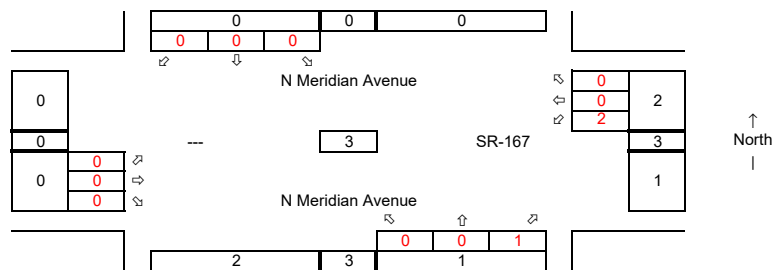 0 0 0
0 0 0
⬃ ⇩ ⬂
N Meridian Avenue
⬁ 0
0 ⇦ 0 2
⬃ 2
0 --- 3 SR-167 3
0 ⬀
0 0 ⇨ 1
0 ⬂
N Meridian Avenue
⬁ ⇧ ⬀
0 0 1
2 3 1
↑
North
|